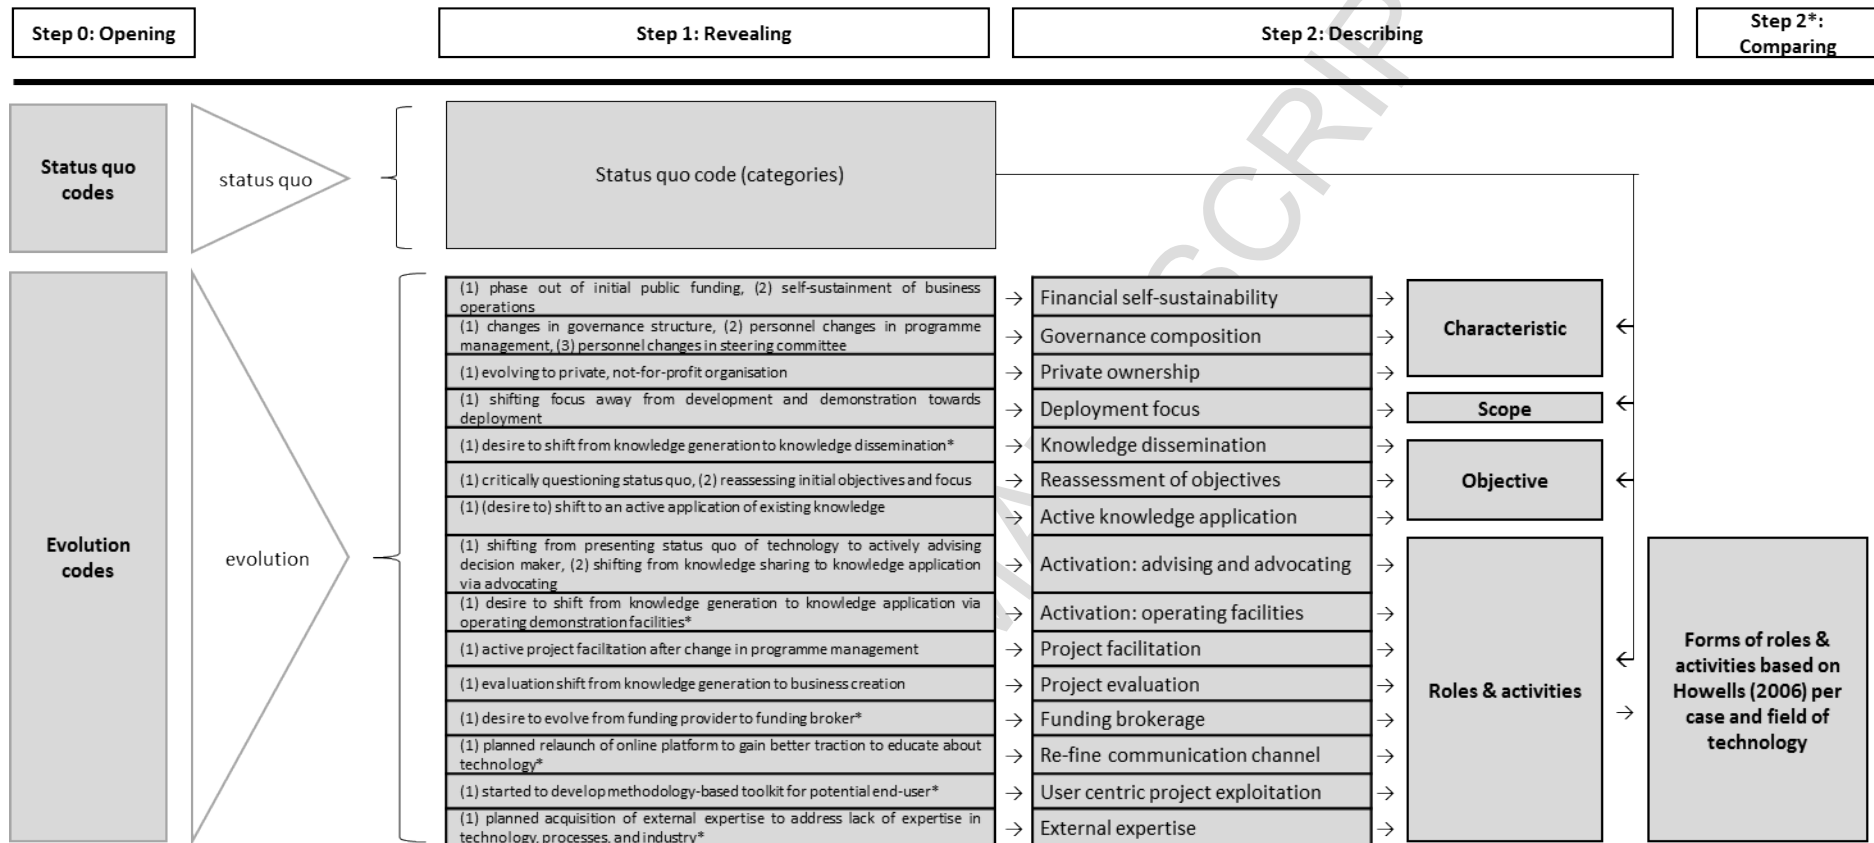 Step 0: Opening
Step 1: Revealing
Step 2: Describing
Step 2*:
Comparing
Status quo
codes
status quo
Status quo code (categories)
Evolution
codes
evolution
(1) phase out of initial public funding, (2) self-sustainment of business
operations
→ Financial self-sustainability →
(1) changes in governance structure, (2) personnel changes in programme
management, (3) personnel changes in steering committee
→ Governance composition →
(1) evolving to private, not-for-profit organisation
→ Private ownership →
Characteristic ←
(1) shifting focus away from development and demonstration towards
deployment
→ Deployment focus →
Scope ←
(1) desire to shift from knowledge generation to knowledge dissemination*
→ Knowledge dissemination →
(1) critically questioning status quo, (2) reassessing initial objectives and focus
→ Reassessment of objectives →
(1) (desire to) shift to an active application of existing knowledge
→ Active knowledge application →
Objective ←
(1) shifting from presenting status quo of technology to actively advising
decision maker, (2) shifting from knowledge sharing to knowledge application
via advocating
→ Activation: advising and advocating →
(1) desire to shift from knowledge generation to knowledge application via
operating demonstration facilities*
→ Activation: operating facilities →
(1) active project facilitation after change in programme management
→ Project facilitation →
(1) evaluation shift from knowledge generation to business creation
→ Project evaluation →
(1) desire to evolve from funding provider to funding broker*
→ Funding brokerage →
(1) planned relaunch of online platform to gain better traction to educate about
technology*
→ Re-fine communication channel →
(1) started to develop methodology-based toolkit for potential end-user*
→ User centric project exploitation →
(1) planned acquisition of external expertise to address lack of expertise in
technology, processes, and industry*
→ External expertise →
Roles & activities ← →
Forms of roles &
activities based on
Howells (2006) per
case and field of
technology